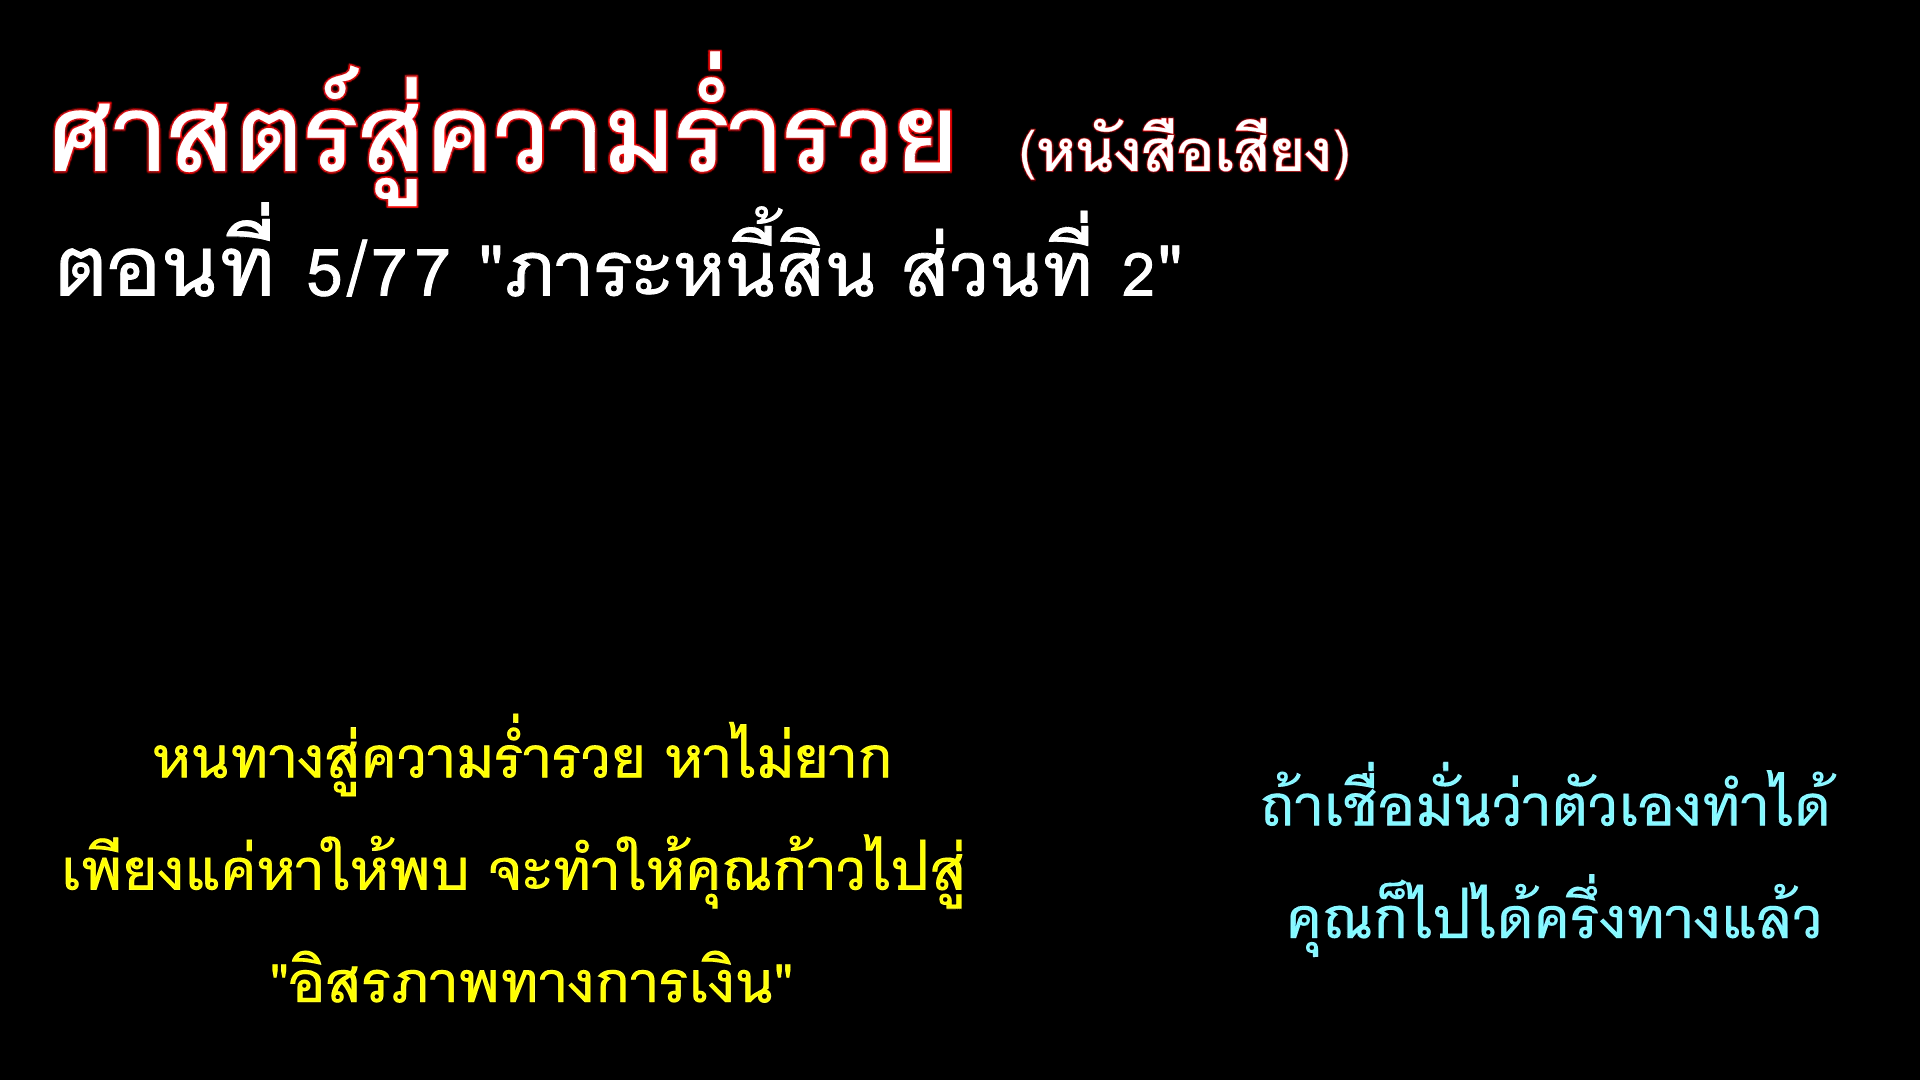 ศาสตร์สู่ความร่ำรวย (หนังสือเสียง)
ตอนที่ 5/77 "ภาระหนี้สิน ส่วนที่ 2"
หนทางสู่ความร่ำรวย หาไม่ยาก
เพียงแค่หาให้พบ จะทำให้คุณก้าวไปสู่
"อิสรภาพทางการเงิน"
ถ้าเชื่อมั่นว่าตัวเองทำได้
คุณก็ไปได้ครึ่งทางแล้ว